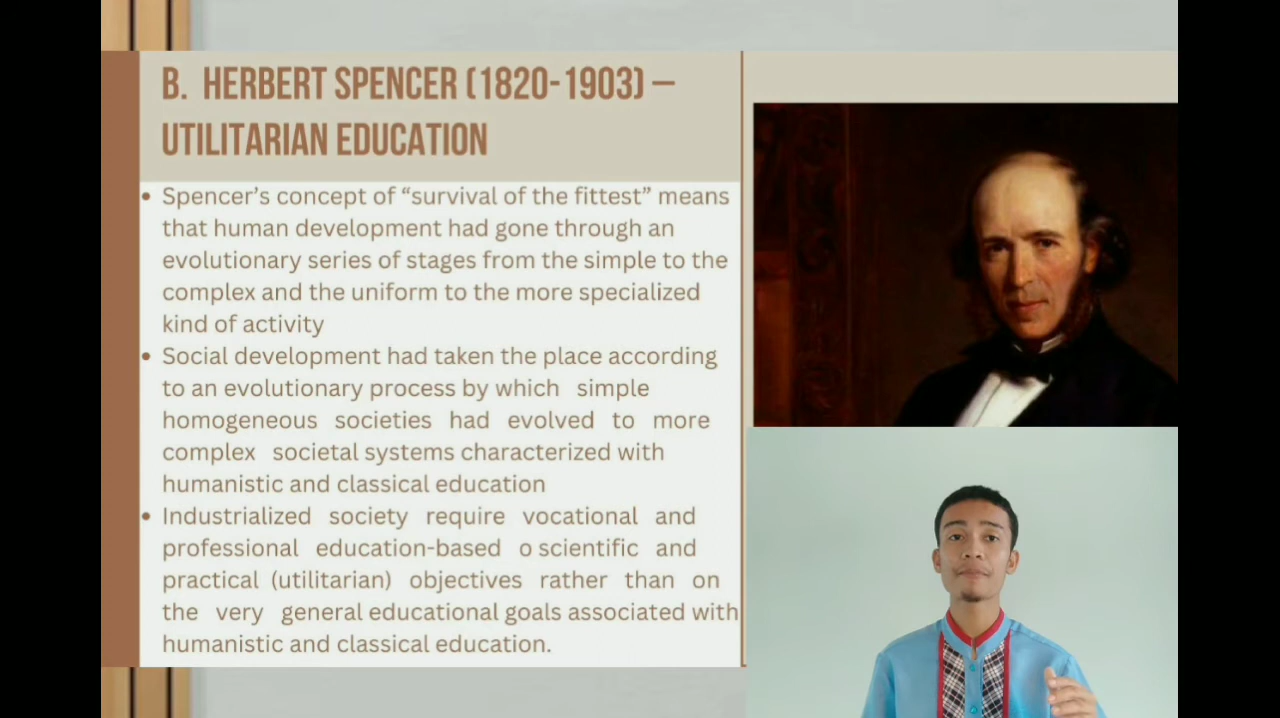 B. HERBERT SPENCER (1820-1903) –
UTILITARIAN EDUCATION
• Spencer's concept of “survival of the fittest” means
that human development had gone through an
evolutionary series of stages from the simple to the
complex and the uniform to the more specialized
kind of activity
• Social development had taken the place according
to an evolutionary process by which simple
homogeneous societies had evolved to more
complex societal systems characterized with
humanistic and classical education
• Industrialized society require vocational and
professional education-based o scientific and
practical (utilitarian) objectives rather than on
the very general educational goals associated with
humanistic and classical education.